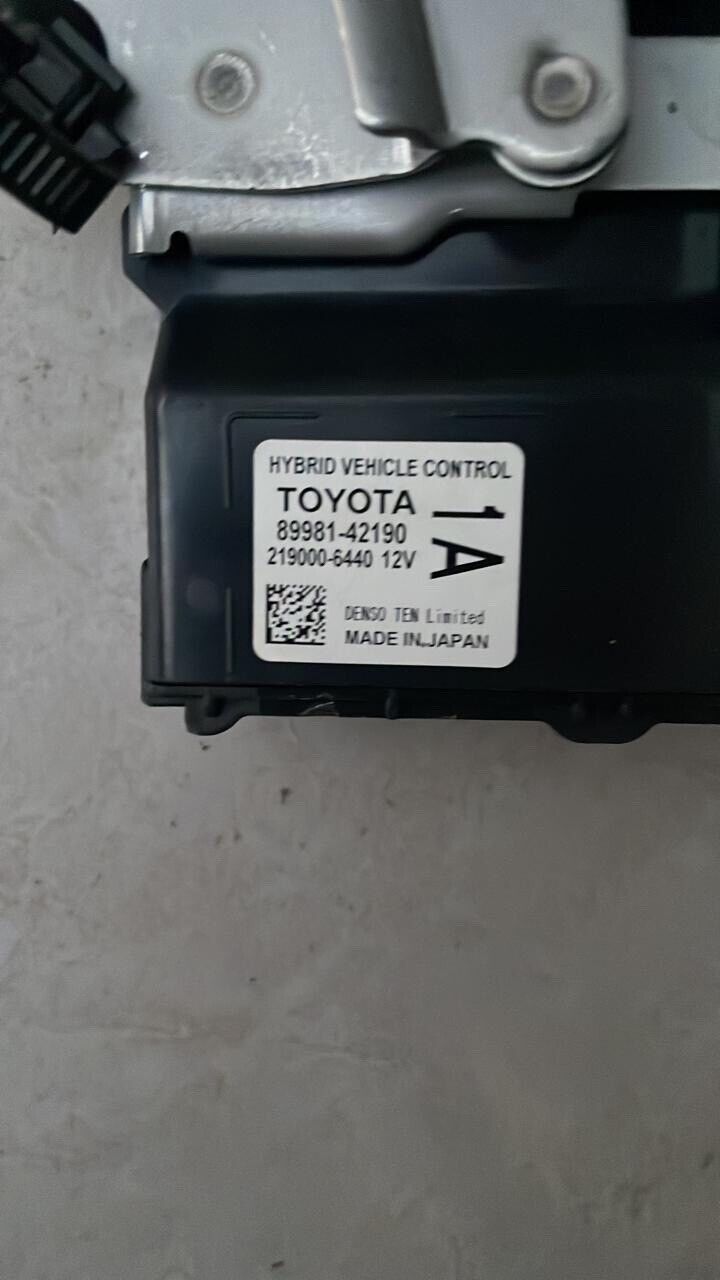 HYBRID VEHICLE CONTROL
TOYOTA
89981-42190
219000-6440 12V
1A
DENSO TEN Limited
MADE IN JAPAN